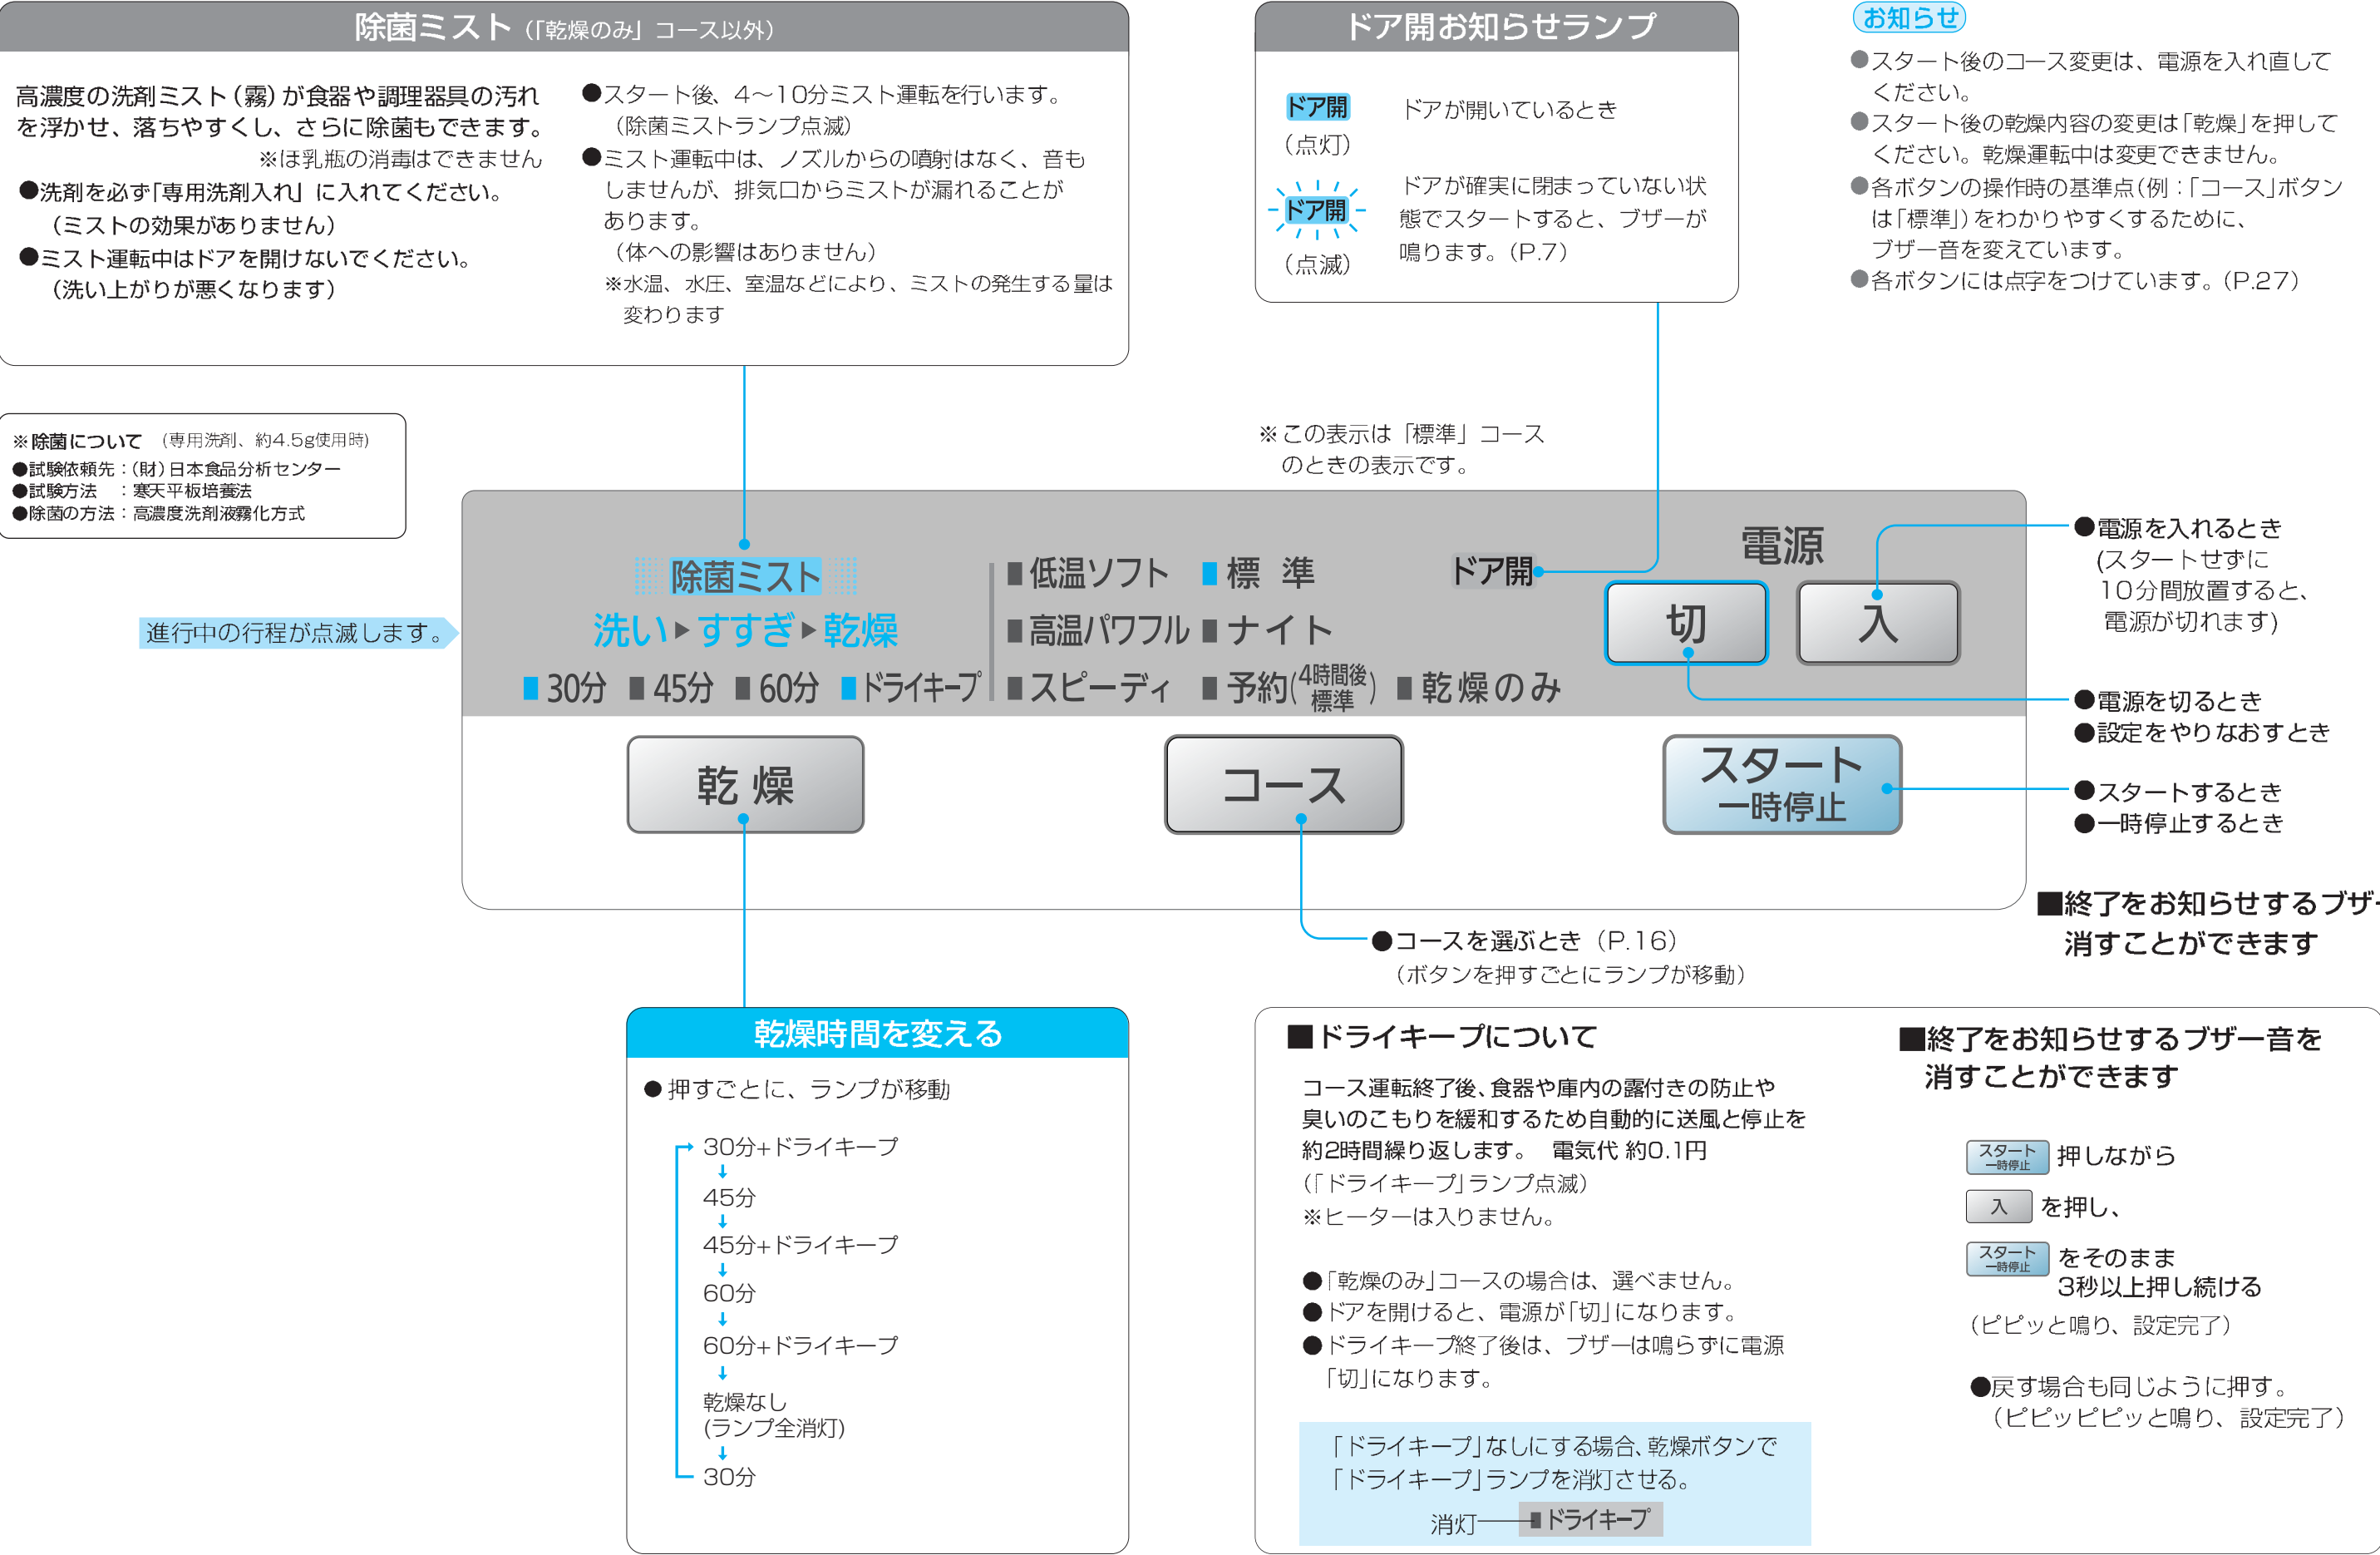 除菌ミスト(「乾燥のみ」コース以外)
高濃度の洗剤ミスト(霧)が食器や調理器具の汚れ
を浮かせ、落ちやすくし、さらに除菌もできます。
※ほ乳瓶の消毒はできません
●洗剤を必ず「専用洗剤入れ」に入れてください。
(ミストの効果がありません)
●ミスト運転中はドアを開けないでください。
(洗い上がりが悪くなります)
●スタート後、4〜10分ミスト運転を行います。
(除菌ミストランプ点滅)
●ミスト運転中は、ノズルからの噴射はなく、音も
しませんが、排気口からミストが漏れることが
あります。
(体への影響はありません)
※水温、水圧、室温などにより、ミストの発生する量は
変わります
ドア開お知らせランプ
ドア開 ドアが開いているとき
(点灯)
ドア開
(点滅)
ドアが確実に閉まっていない状
態でスタートすると、ブザーが
鳴ります。(P.7)
お知らせ
●スタート後のコース変更は、電源を入れ直して
ください。
●スタート後の乾燥内容の変更は「乾燥」を押して
ください。乾燥運転中は変更できません。
●各ボタンの操作時の基準点(例:「コース」ボタン
は「標準」)をわかりやすくするために、
ブザー音を変えています。
●各ボタンには点字をつけています。(P.27)
※除菌について (専用洗剤、約4.5g使用時)
●試験依頼先:(財)日本食品分析センター
●試験方法 :寒天平板培養法
●除菌の方法:高濃度洗剤液霧化方式
※この表示は「標準」コース
のときの表示です。
進行中の行程が点滅します。
除菌ミスト
洗い▶すすぎ▶乾燥
■30分 ■45分 ■60分 ■ドライキープ
■低温ソフト ■標 準
■高温パワフル ■ナイト
■スピーディ ■予約(4時間後標準) ■乾燥のみ
ドア開
電源
切 入
乾 燥
コース
スタート
一時停止
●電源を入れるとき
(スタートせずに
10分間放置すると、
電源が切れます)
●電源を切るとき
●設定をやりなおすとき
●スタートするとき
●一時停止するとき
■終了をお知らせするブザー
消すことができます
●コースを選ぶとき(P.16)
(ボタンを押すごとにランプが移動)
乾燥時間を変える
●押すごとに、ランプが移動
30分+ドライキープ
45分
45分+ドライキープ
60分
60分+ドライキープ
乾燥なし
(ランプ全消灯)
30分
■ドライキープについて
コース運転終了後、食器や庫内の露付きの防止や
臭いのこもりを緩和するため自動的に送風と停止を
約2時間繰り返します。 電気代 約0.1円
(「ドライキープ」ランプ点滅)
※ヒーターは入りません。
●「乾燥のみ」コースの場合は、選べません。
●ドアを開けると、電源が「切」になります。
●ドライキープ終了後は、ブザーは鳴らずに電源
「切」になります。
「ドライキープ」なしにする場合、乾燥ボタンで
「ドライキープ」ランプを消灯させる。
消灯 ■ドライキープ
■終了をお知らせするブザー音を
消すことができます
スタート一時停止 押しながら
入 を押し、
スタート一時停止 をそのまま
3秒以上押し続ける
(ピピッと鳴り、設定完了)
●戻す場合も同じように押す。
(ピピッピピッと鳴り、設定完了)